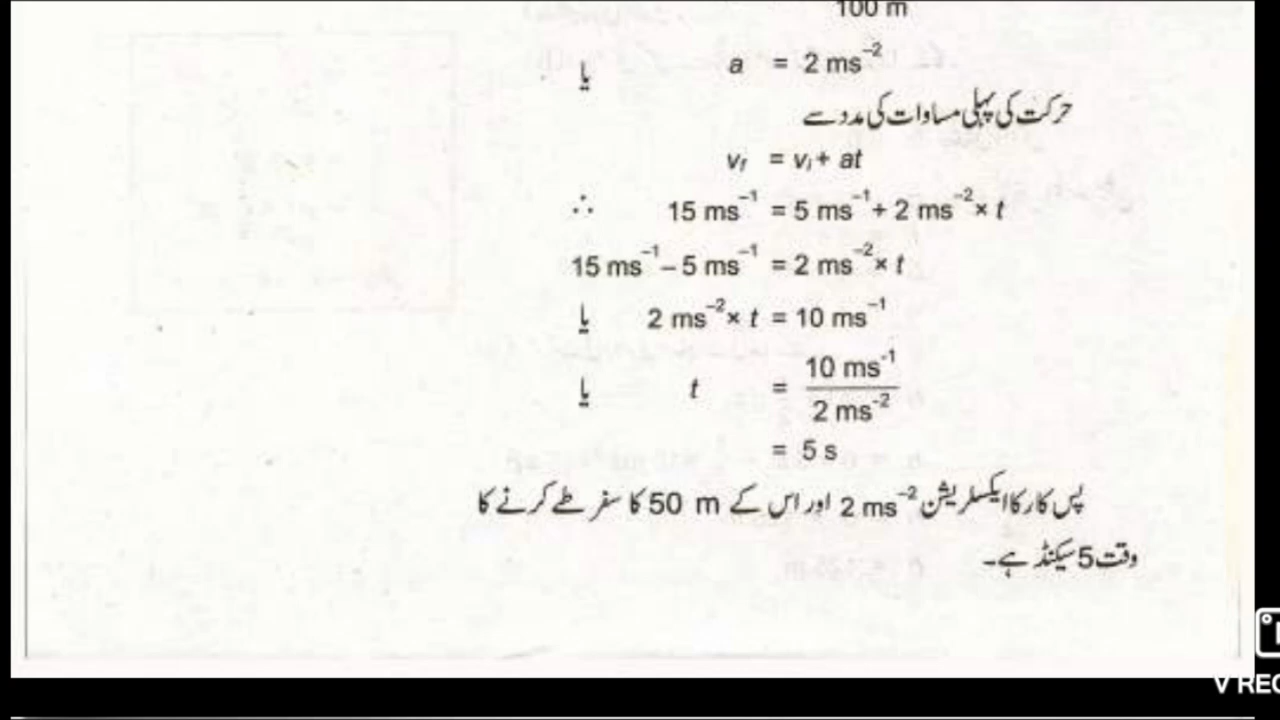 100 m
یا a = 2 ms⁻²
حرکت کی پہلی مساوات کی مدد سے
vf = vi + at
∴ 15 ms⁻¹ = 5 ms⁻¹ + 2 ms⁻² × t
15 ms⁻¹ – 5 ms⁻¹ = 2 ms⁻² × t
یا 2 ms⁻² × t = 10 ms⁻¹
یا t = 10 ms⁻¹ / 2 ms⁻²
= 5 s
پس کار کا ایکسلریشن 2 ms⁻² اور اس کے 50 m کا سفر طے کرنے کا
وقت 5 سیکنڈ ہے۔
V REC